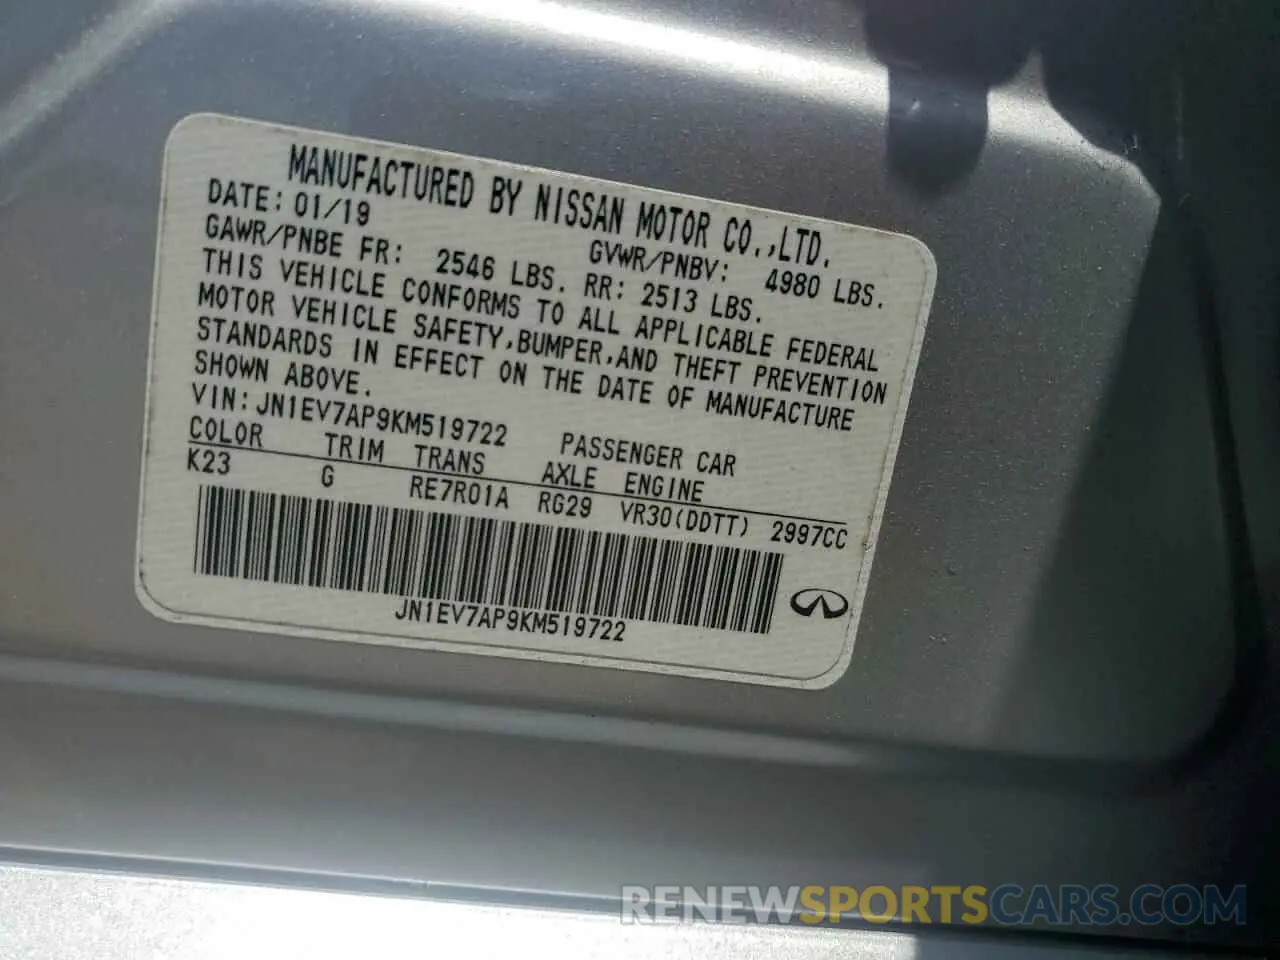 MANUFACTURED BY NISSAN MOTOR CO.,LTD.
DATE: 01/19 GVWR/PNBV: 4980 LBS.
GAWR/PNBE FR: 2546 LBS. RR: 2513 LBS.
THIS VEHICLE CONFORMS TO ALL APPLICABLE FEDERAL
MOTOR VEHICLE SAFETY,BUMPER,AND THEFT PREVENTION
STANDARDS IN EFFECT ON THE DATE OF MANUFACTURE
SHOWN ABOVE.
VIN:JN1EV7AP9KM519722 PASSENGER CAR
COLOR TRIM TRANS AXLE ENGINE
K23 G RE7R01A RG29 VR30(DDTT) 2997CC
JN1EV7AP9KM519722
RENEWSPORTSCARS.COM